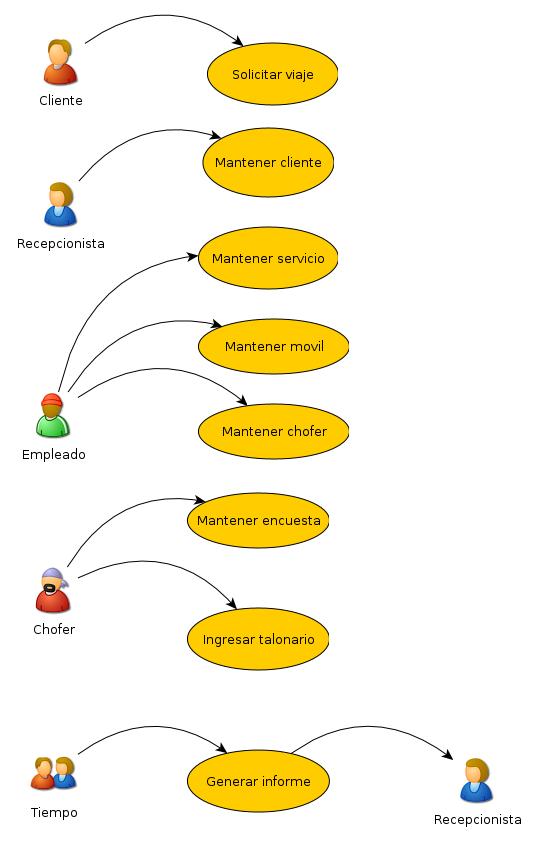 Solicitar viaje
Cliente
Mantener cliente
Recepcionista
Mantener servicio
Mantener movil
Mantener chofer
Empleado
Mantener encuesta
Chofer
Ingresar talonario
Generar informe
Tiempo
Recepcionista